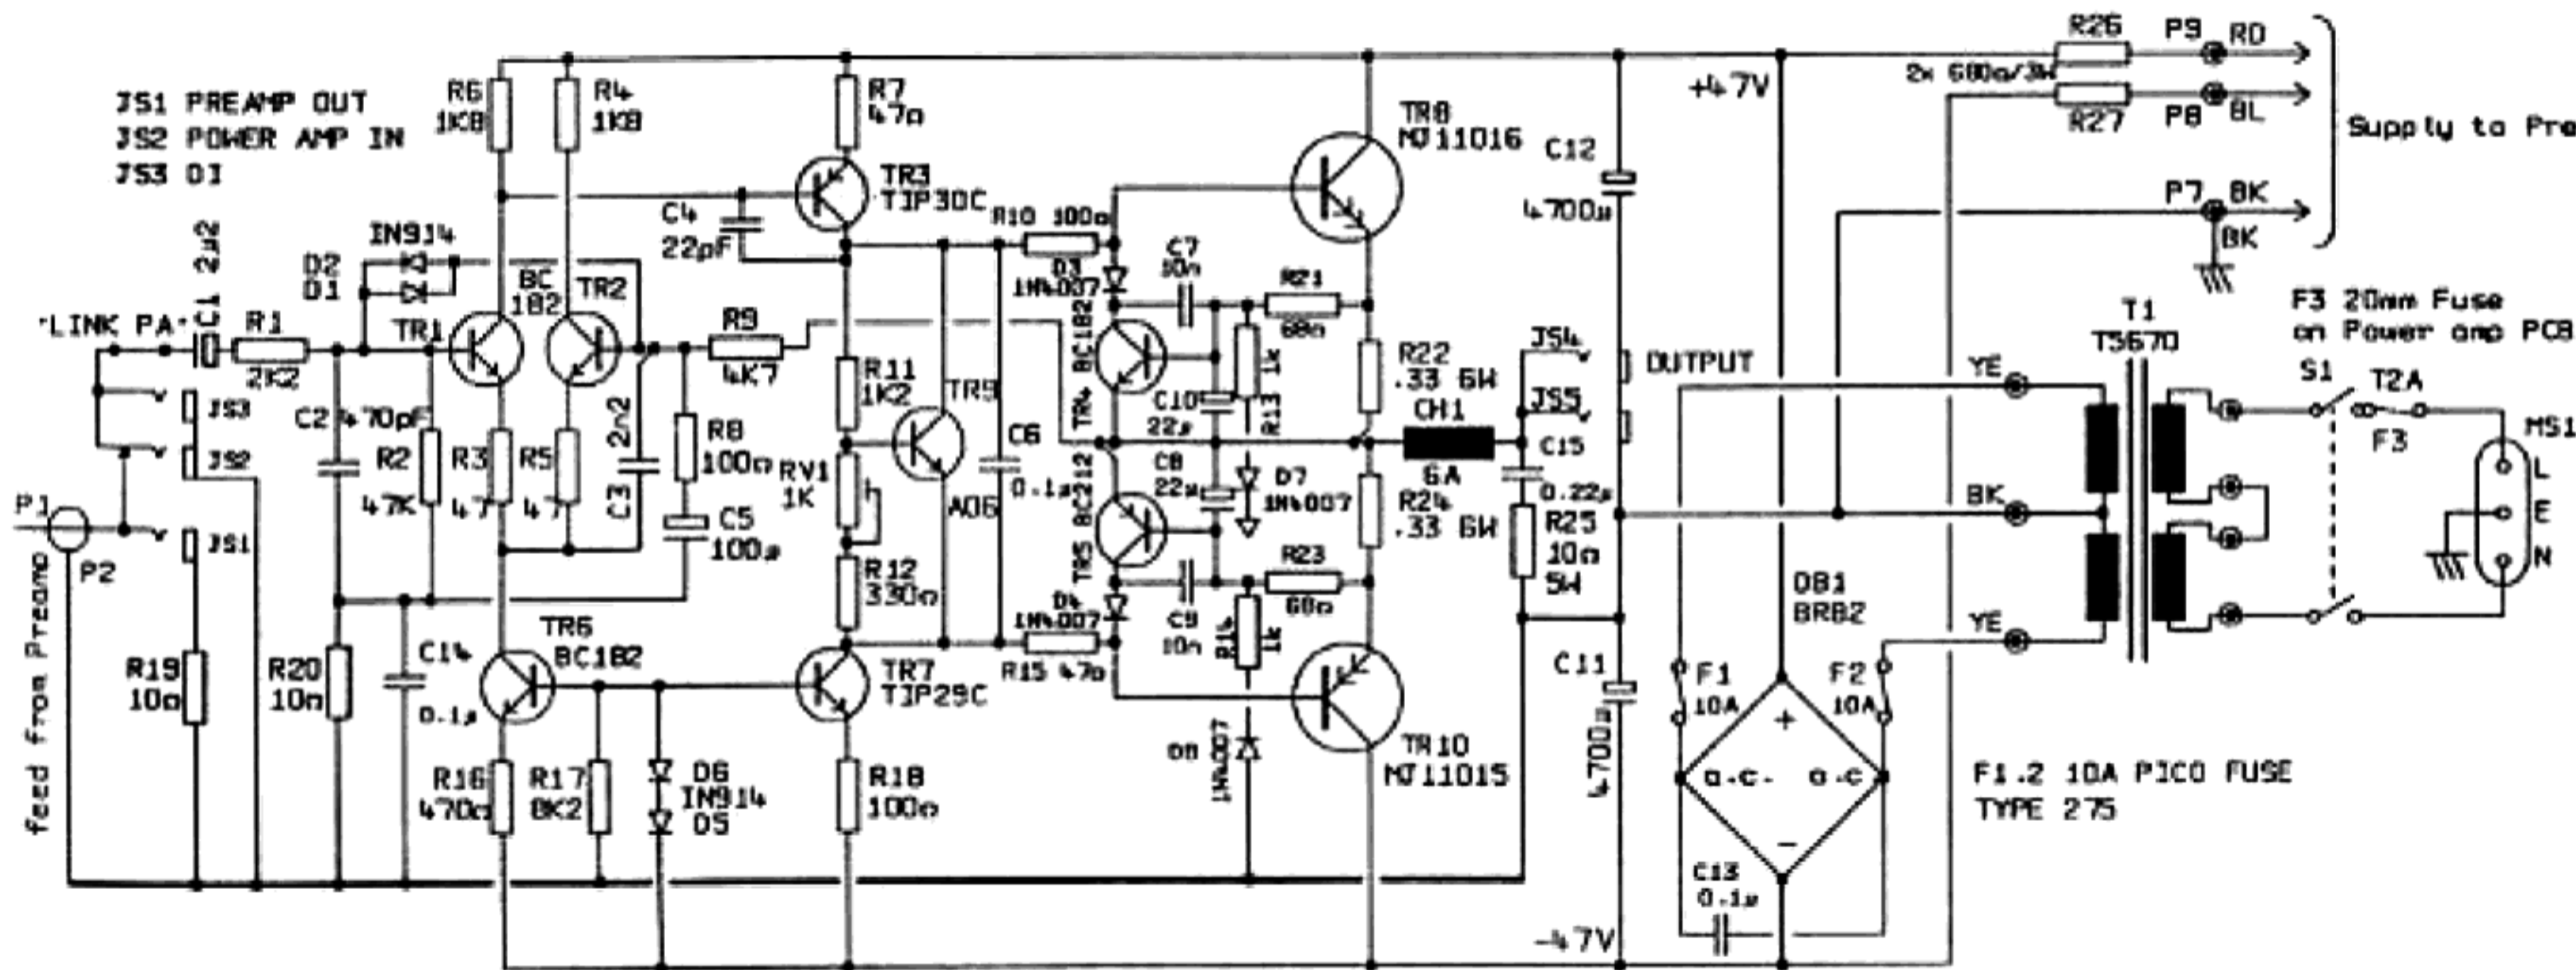 JS1 PREAMP OUT
JS2 POWER AMP IN
JS3 DI
R6
1K8
R4
1K8
R7
47Ω
TR3
TIP30C
C4
22pF
R10 100Ω
TR8
MJ11016
C12
4700µ
+47V
R26
2x 680Ω/3W
R27
P9 RD
P8 BL
P7 BK
BK
Supply to Pre
IN914
D2
D1
C1 2µ2
"LINK PA"
R1
2K2
TR1
BC
182
TR2
R9
4K7
D3
1N4007
C7
10n
R21
68Ω
TR4 BC182
R11
1K2
TR9
A06
C10
22µ
R13 1k
R22
.33 6W
CH1
6A
JS4
JS5
OUTPUT
T1
T5670
F3 20mm Fuse
on Power amp PCB
YE
BK
YE
S1
T2A
F3
MS1
L
E
N
JS3
JS2
JS1
C2 470pF
R2
47K
R3
47
R5
47
C3 2n2
R8
100Ω
C5
100µ
RV1
1K
C6
0.1µ
TR5 BC212
C8
22µ
D7
1N4007
R24
.33 6W
C15
0.22µ
R25
10Ω
5W
P1
P2
feed from Preamp
R12
330Ω
D4
1N4007
R15 47Ω
C9
10n
R14
1k
R23
68Ω
DB1
BRB2
R19
10Ω
R20
10Ω
C14
0.1µ
TR6
BC182
TR7
TIP29C
C11
4700µ
F1
10A
F2
10A
R16
470Ω
R17
8K2
D6
IN914
D5
R18
100Ω
D8
1N4007
TR10
MJ11015
+
a.c. a.c
-
F1.2 10A PICO FUSE
TYPE 275
C13
0.1µ
-47V